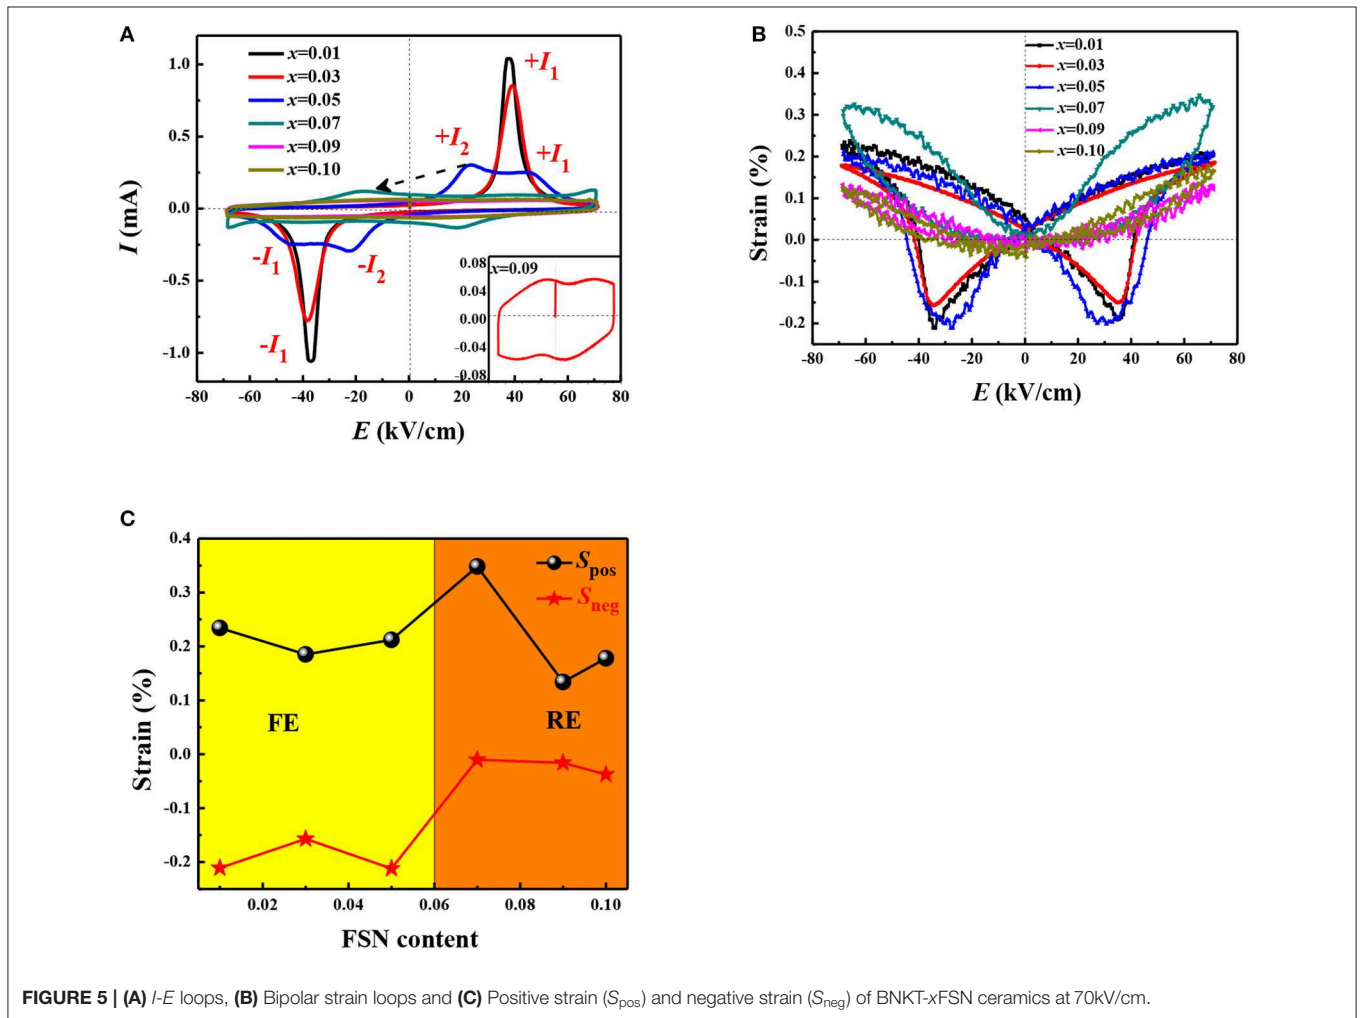 A
x=0.01
x=0.03
x=0.05
x=0.07
x=0.09
x=0.10
+I1
+I2
+I1
-I1
-I2
-I1
1.0
0.5
0.0
-0.5
-1.0
I (mA)
-80 -60 -40 -20 0 20 40 60 80
E (kV/cm)
x=0.09
0.08
0.04
0.00
-0.04
-0.08
B
x=0.01
x=0.03
x=0.05
x=0.07
x=0.09
x=0.10
0.5
0.4
0.3
0.2
0.1
0.0
-0.1
-0.2
Strain (%)
-80 -60 -40 -20 0 20 40 60 80
E (kV/cm)
C
Spos
Sneg
FE
RE
0.4
0.3
0.2
0.1
0.0
-0.1
-0.2
Strain (%)
0.02 0.04 0.06 0.08 0.10
FSN content
FIGURE 5 | (A) I-E loops, (B) Bipolar strain loops and (C) Positive strain (Spos) and negative strain (Sneg) of BNKT-xFSN ceramics at 70kV/cm.